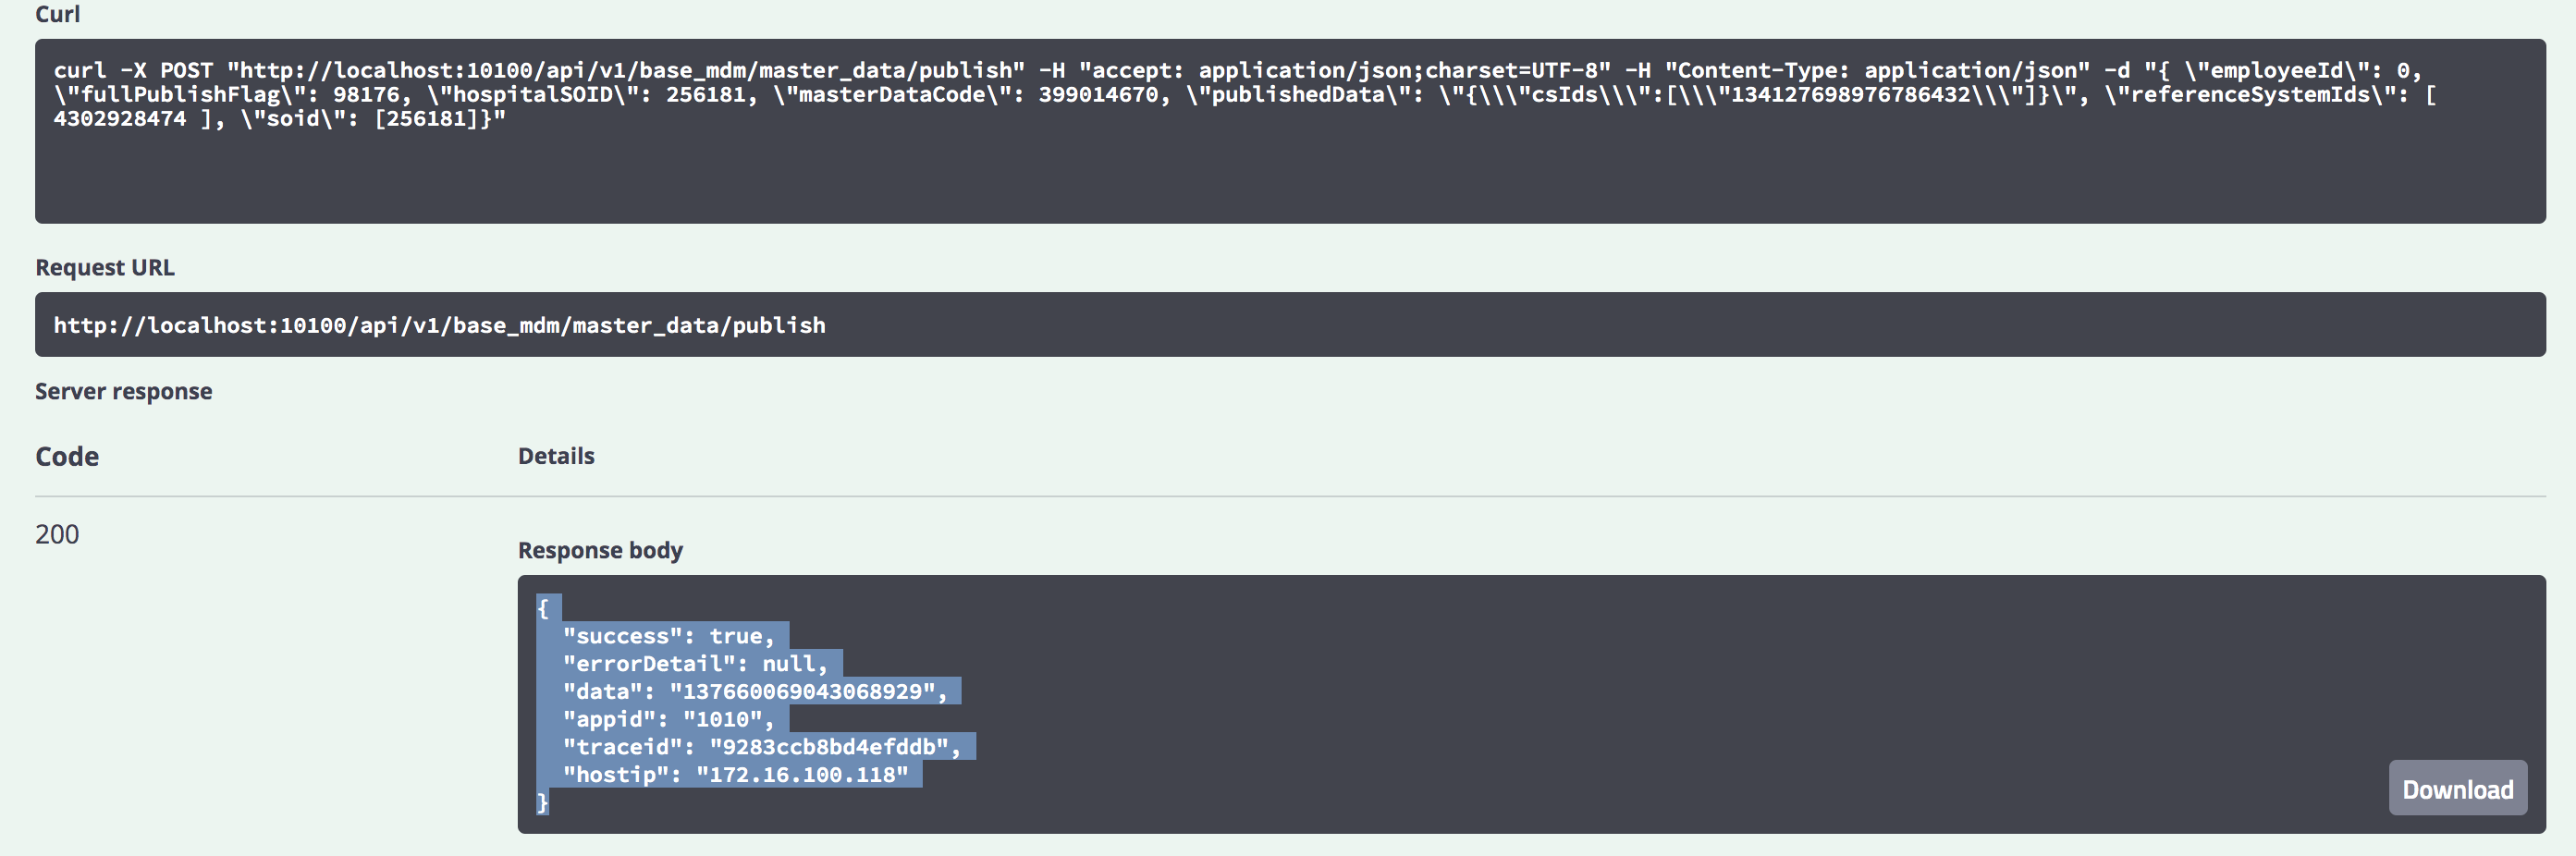 Curl
curl -X POST "http://localhost:10100/api/v1/base_mdm/master_data/publish" -H "accept: application/json;charset=UTF-8" -H "Content-Type: application/json" -d "{ \"employeeId\": 0,
\"fullPublishFlag\": 98176, \"hospitalSOID\": 256181, \"masterDataCode\": 399014670, \"publishedData\": \"{\\\"csIds\\\":[\\\"134127698976786432\\\"]}\", \"referenceSystemIds\": [
4302928474 ], \"soid\": [256181]}"
Request URL
http://localhost:10100/api/v1/base_mdm/master_data/publish
Server response
Code
Details
200
Response body
{
  "success": true,
  "errorDetail": null,
  "data": "137660069043068929",
  "appid": "1010",
  "traceid": "9283ccb8bd4efddb",
  "hostip": "172.16.100.118"
}
Download